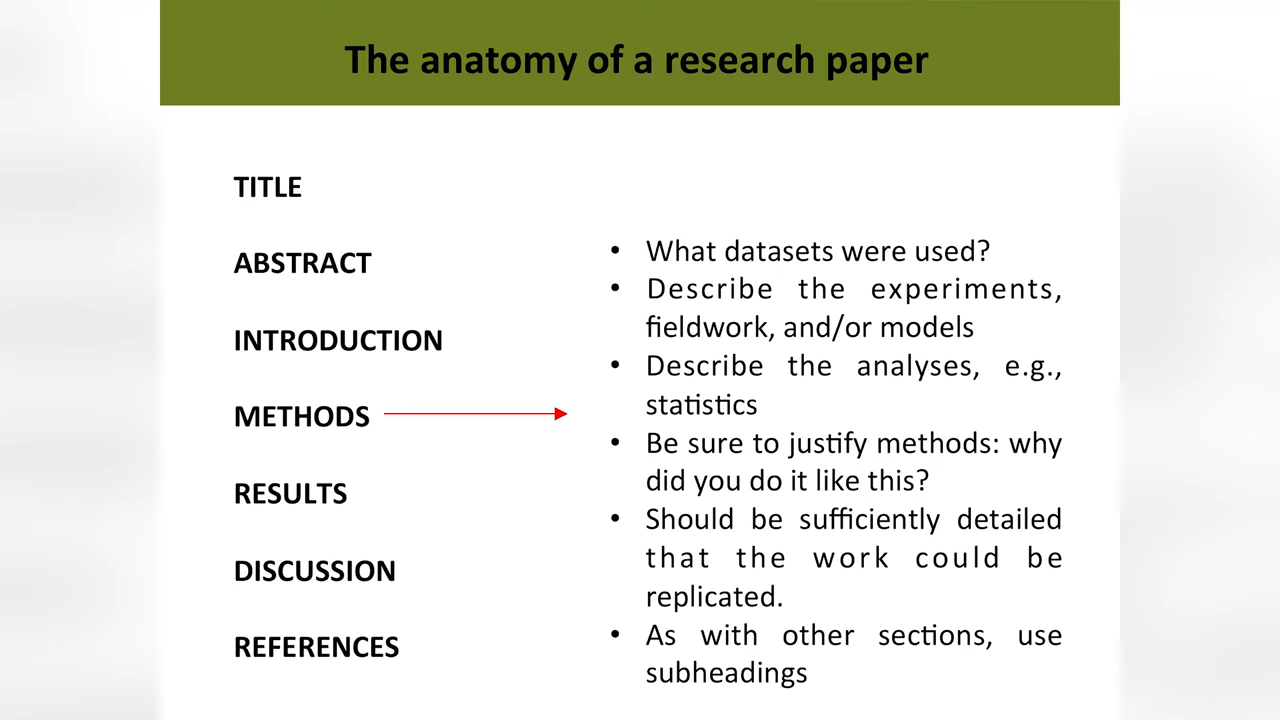 The anatomy of a research paper
TITLE
ABSTRACT
INTRODUCTION
METHODS
RESULTS
DISCUSSION
REFERENCES
• What datasets were used?
• Describe the experiments,
fieldwork, and/or models
• Describe the analyses, e.g.,
statistics
• Be sure to justify methods: why
did you do it like this?
• Should be sufficiently detailed
that the work could be
replicated.
• As with other sections, use
subheadings